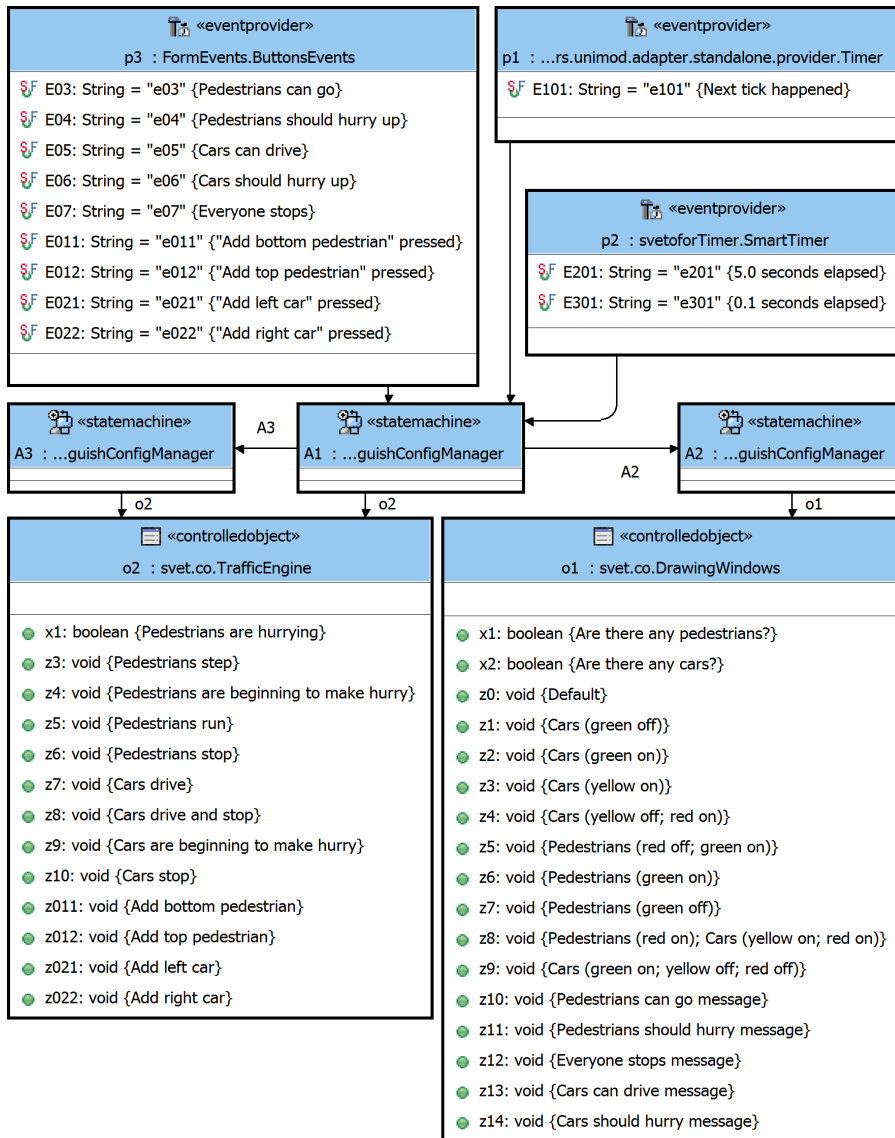 «eventprovider»
p3 : FormEvents.ButtonsEvents
E03: String = "e03" {Pedestrians can go}
E04: String = "e04" {Pedestrians should hurry up}
E05: String = "e05" {Cars can drive}
E06: String = "e06" {Cars should hurry up}
E07: String = "e07" {Everyone stops}
E011: String = "e011" {"Add bottom pedestrian" pressed}
E012: String = "e012" {"Add top pedestrian" pressed}
E021: String = "e021" {"Add left car" pressed}
E022: String = "e022" {"Add right car" pressed}
«eventprovider»
p1 : ...rs.unimod.adapter.standalone.provider.Timer
E101: String = "e101" {Next tick happened}
«eventprovider»
p2 : svetoforTimer.SmartTimer
E201: String = "e201" {5.0 seconds elapsed}
E301: String = "e301" {0.1 seconds elapsed}
«statemachine»
A3 : ...guishConfigManager
A3
«statemachine»
A1 : ...guishConfigManager
A2
«statemachine»
A2 : ...guishConfigManager
o2
o2
o1
«controlledobject»
o2 : svet.co.TrafficEngine
x1: boolean {Pedestrians are hurrying}
z3: void {Pedestrians step}
z4: void {Pedestrians are beginning to make hurry}
z5: void {Pedestrians run}
z6: void {Pedestrians stop}
z7: void {Cars drive}
z8: void {Cars drive and stop}
z9: void {Cars are beginning to make hurry}
z10: void {Cars stop}
z011: void {Add bottom pedestrian}
z012: void {Add top pedestrian}
z021: void {Add left car}
z022: void {Add right car}
«controlledobject»
o1 : svet.co.DrawingWindows
x1: boolean {Are there any pedestrians?}
x2: boolean {Are there any cars?}
z0: void {Default}
z1: void {Cars (green off)}
z2: void {Cars (green on)}
z3: void {Cars (yellow on)}
z4: void {Cars (yellow off; red on)}
z5: void {Pedestrians (red off; green on)}
z6: void {Pedestrians (green on)}
z7: void {Pedestrians (green off)}
z8: void {Pedestrians (red on); Cars (yellow on; red on)}
z9: void {Cars (green on; yellow off; red off)}
z10: void {Pedestrians can go message}
z11: void {Pedestrians should hurry message}
z12: void {Everyone stops message}
z13: void {Cars can drive message}
z14: void {Cars should hurry message}